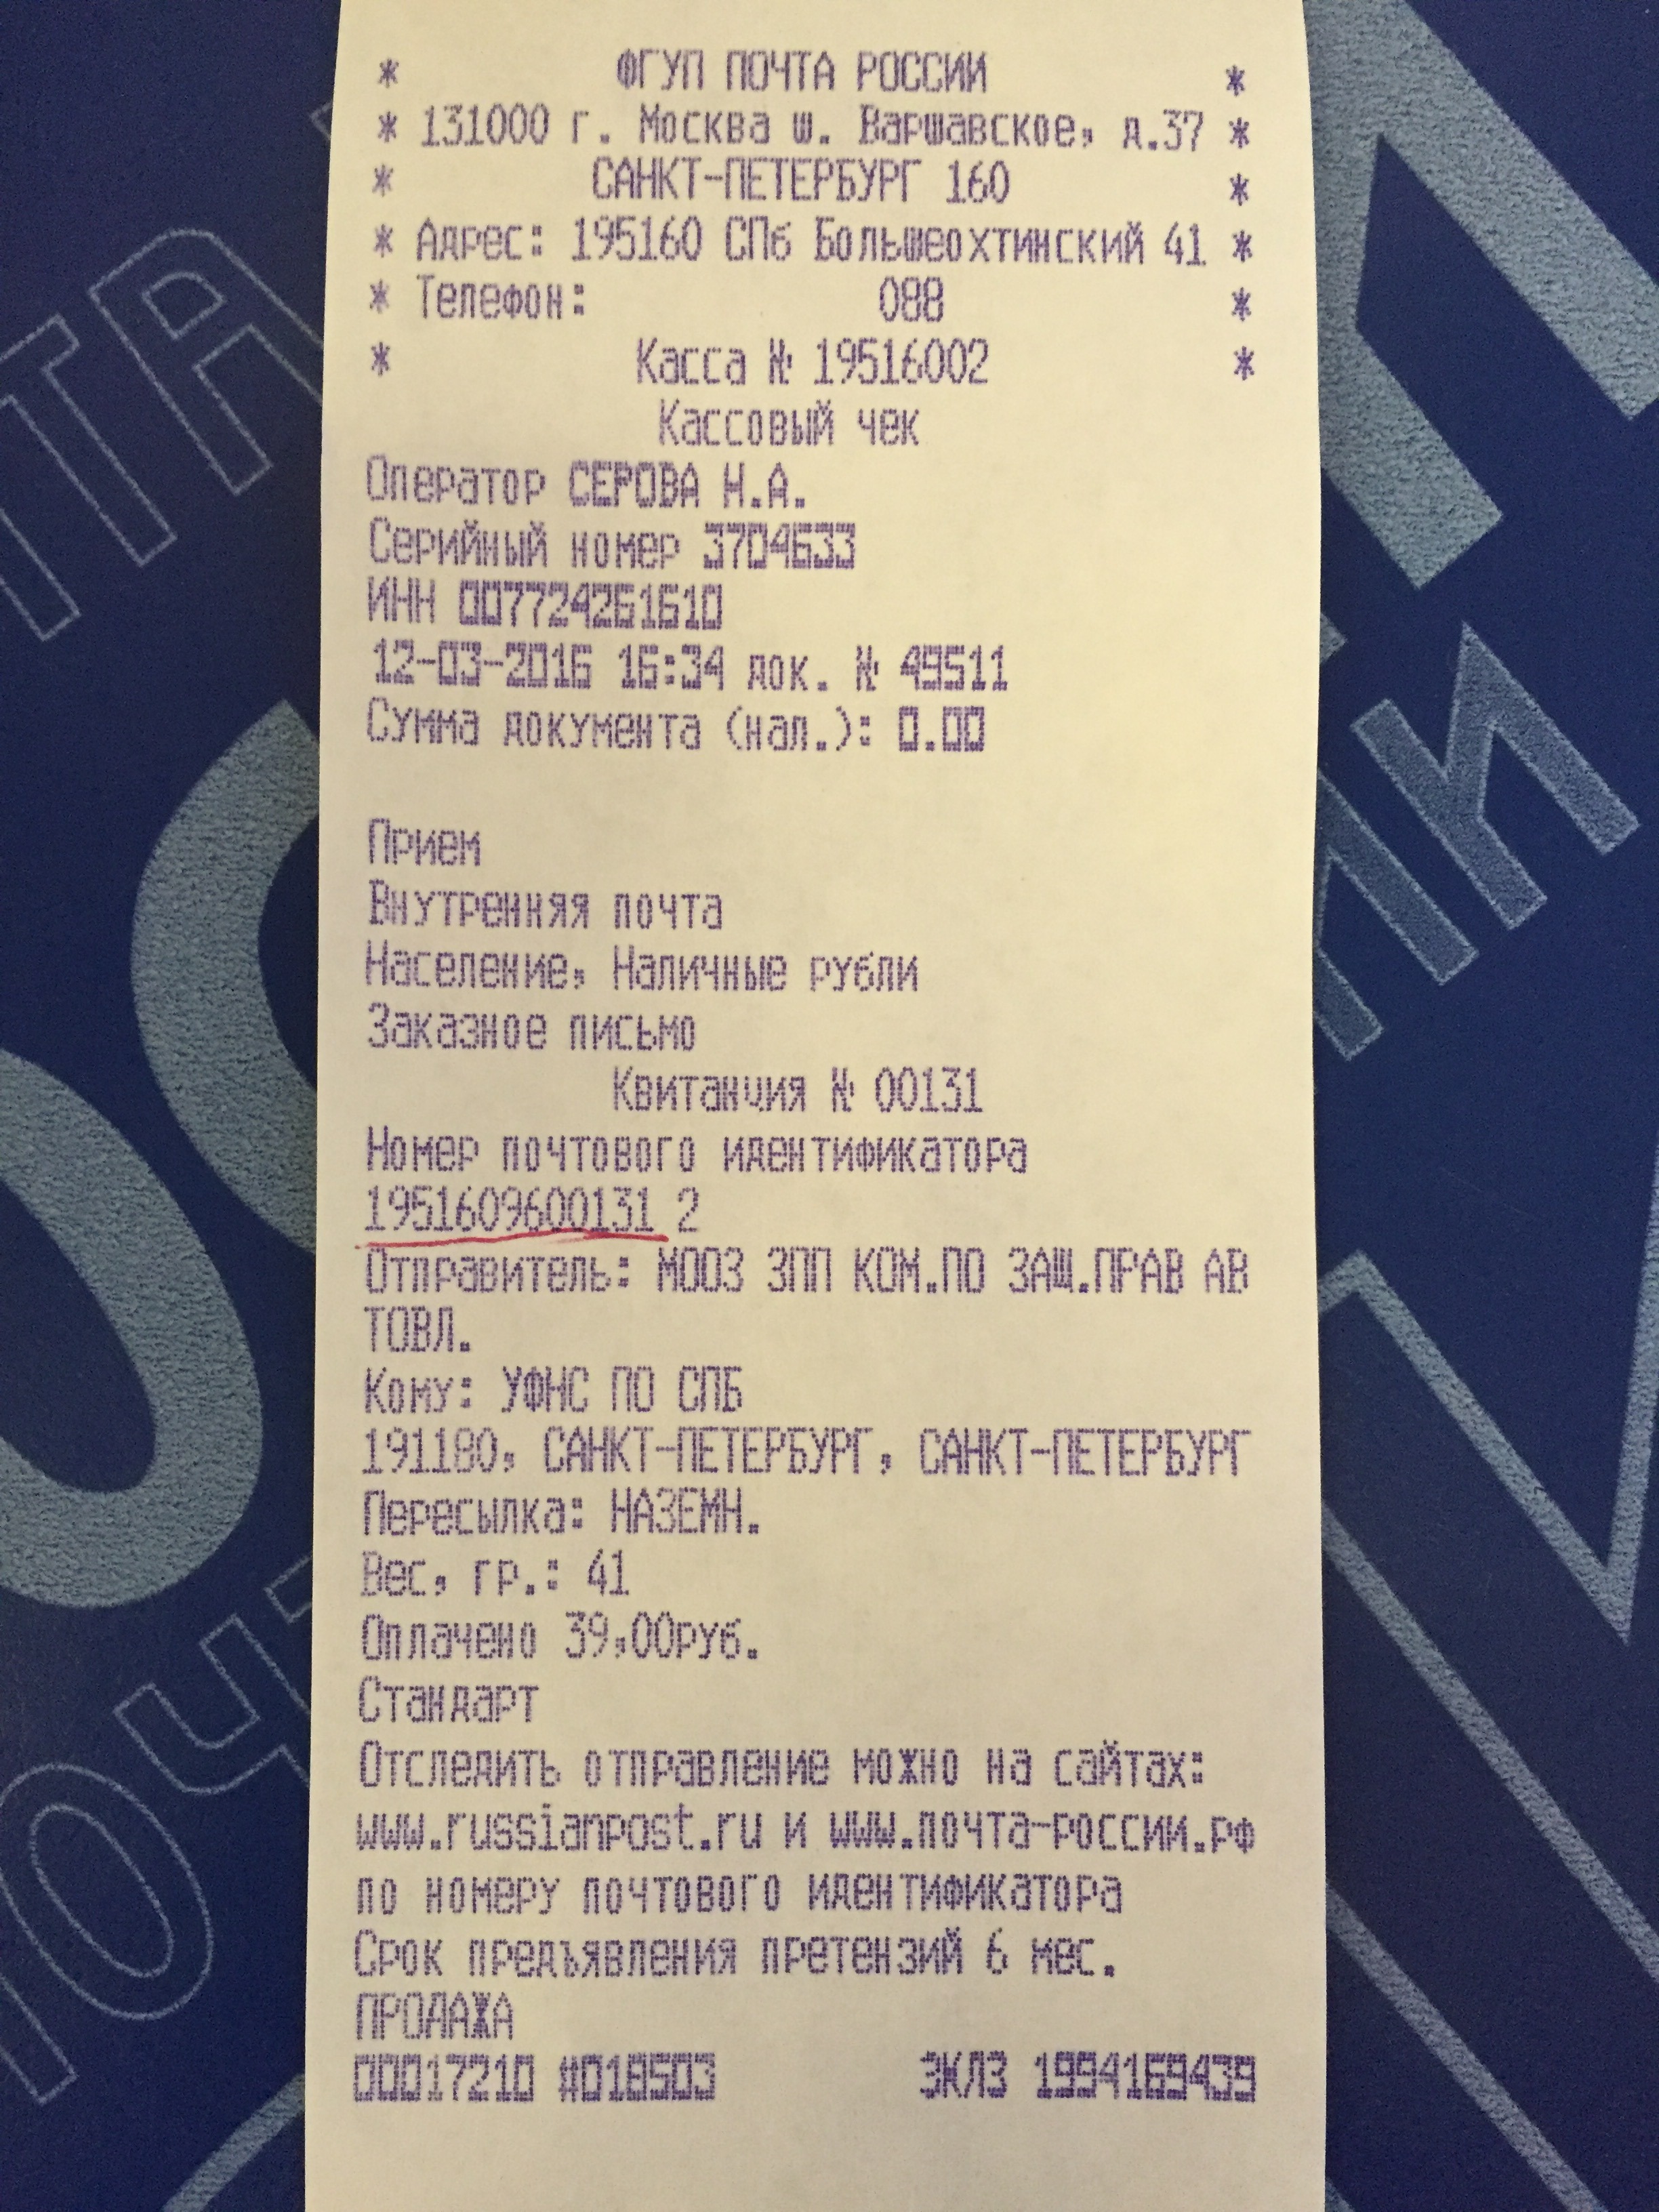 * ФГУП ПОЧТА РОССИИ *
* 131000 г. Москва ш. Варшавское, д.37 *
* САНКТ-ПЕТЕРБУРГ 160 *
* Адрес: 195160 СПб Большеохтинский 41 *
* Телефон: 088 *
* Касса № 19516002 *
Кассовый чек
Оператор СЕРОВА Н.А.
Серийный номер 3704633
ИНН 007724261610
12-03-2016 16:34 док. № 49511
Сумма документа (нал.): 0.00
Прием
Внутренняя почта
Население, Наличные рубли
Заказное письмо
Квитанция № 00131
Номер почтового идентификатора
1951609600131 2
Отправитель: МООЗ ЗПП КОМ.ПО ЗАЩ.ПРАВ АВ
ТОВЛ.
Кому: УФНС ПО СПБ
191180, САНКТ-ПЕТЕРБУРГ, САНКТ-ПЕТЕРБУРГ
Пересылка: НАЗЕМН.
Вес, гр.: 41
Оплачено 39,00руб.
Стандарт
Отследить отправление можно на сайтах:
www.russianpost.ru и www.почта-россии.рф
по номеру почтового идентификатора
Срок предъявления претензий 6 мес.
ПРОДАЖА
00017210 #018503 ЭКЛЗ 1994169439